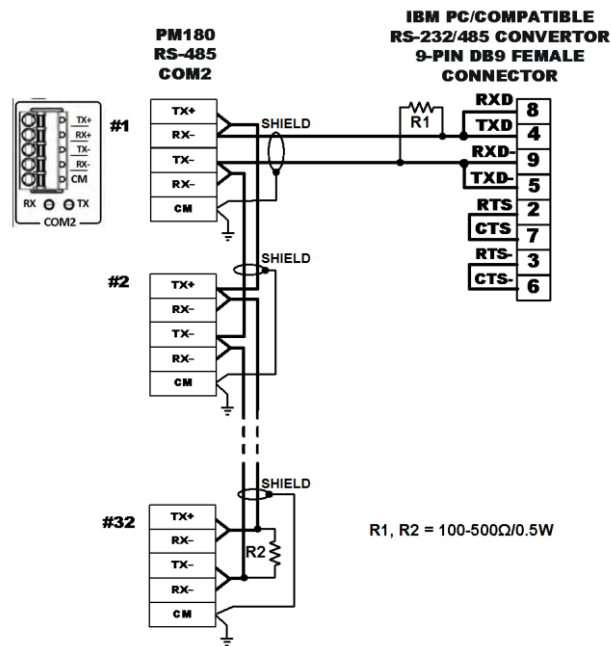 IBM PC/COMPATIBLE
RS-232/485 CONVERTOR
9-PIN DB9 FEMALE
CONNECTOR
PM180
RS-485
COM2
TX+
RX+
TX-
RX-
CM
RX
TX
COM2
#1
TX+
RX–
TX–
RX–
CM
SHIELD
R1
RXD
8
TXD
4
RXD-
9
TXD-
5
RTS
2
CTS
7
RTS-
3
CTS-
6
SHIELD
#2
TX+
RX–
TX–
RX–
CM
SHIELD
#32
TX+
RX–
TX–
RX–
CM
R2
R1, R2 = 100-500Ω/0.5W